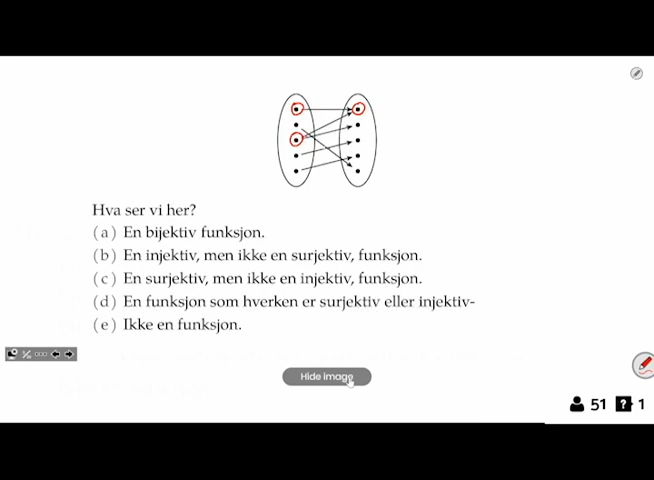 Hva ser vi her?
(a) En bijektiv funksjon.
(b) En injektiv, men ikke en surjektiv, funksjon.
(c) En surjektiv, men ikke en injektiv, funksjon.
(d) En funksjon som hverken er surjektiv eller injektiv-
(e) Ikke en funksjon.
Hide image
51 ? 1